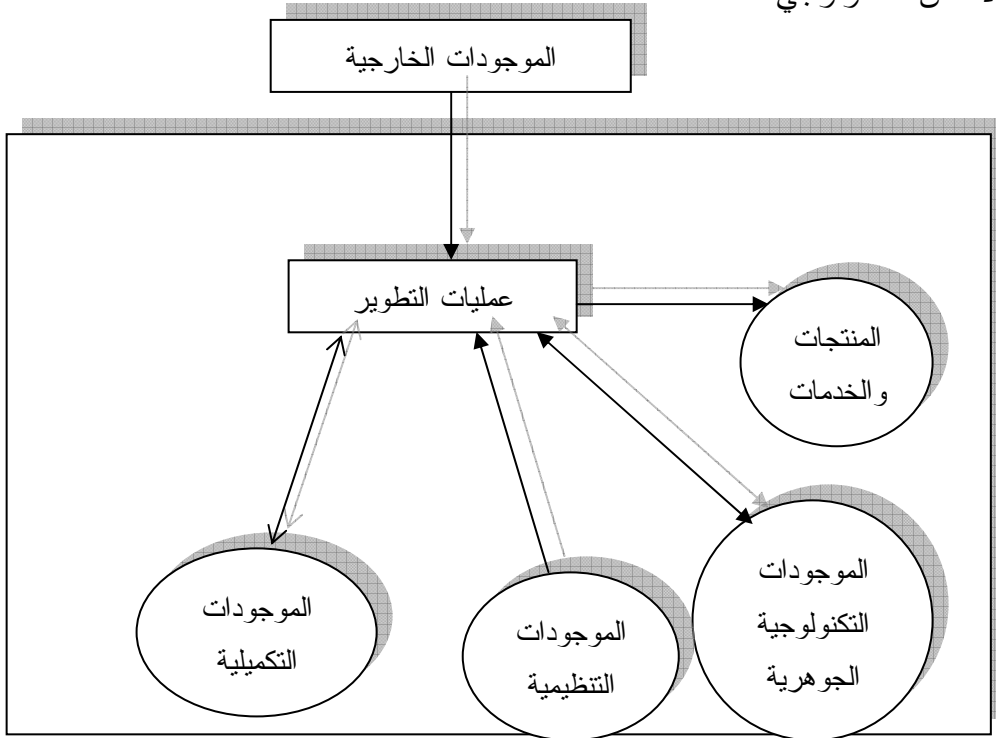 الموجودات الخارجية
عمليات التطوير
المنتجات
والخدمات
الموجودات
التكنولوجية
الجوهرية
الموجودات
التنظيمية
الموجودات
التكميلية